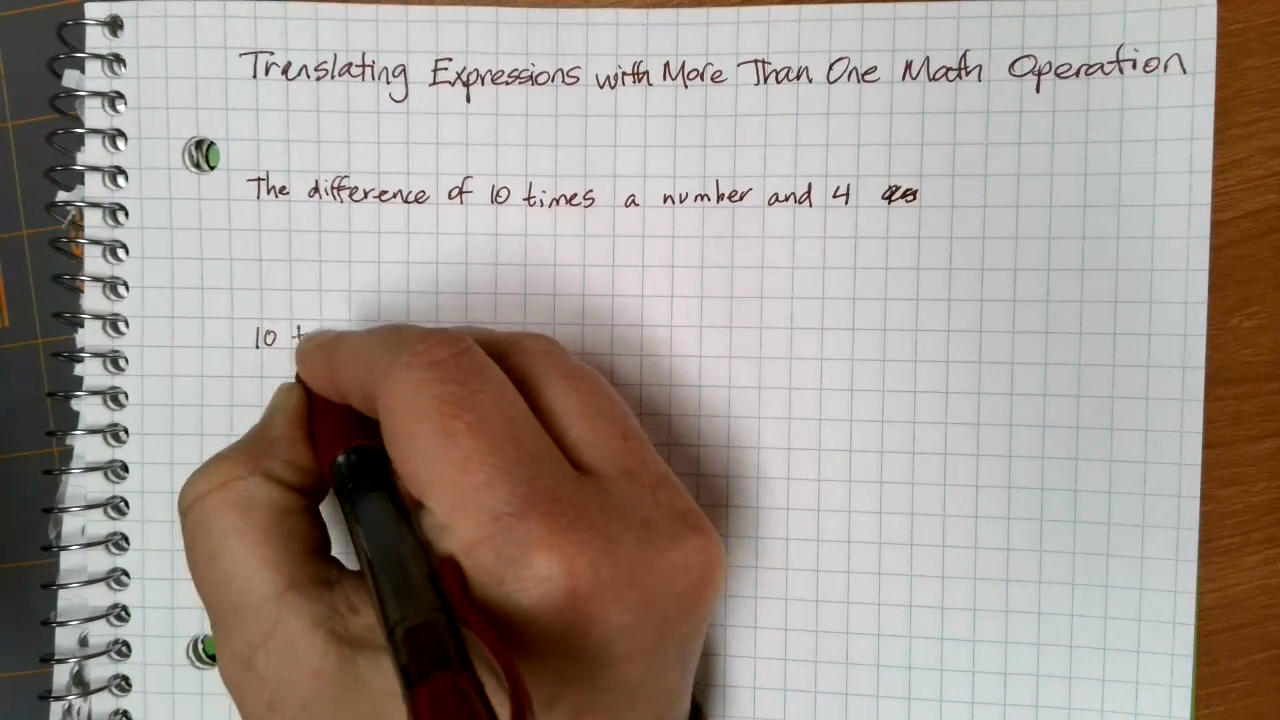 Translating Expressions with More Than One Math Operation
The difference of 10 times a number and 4
10 t